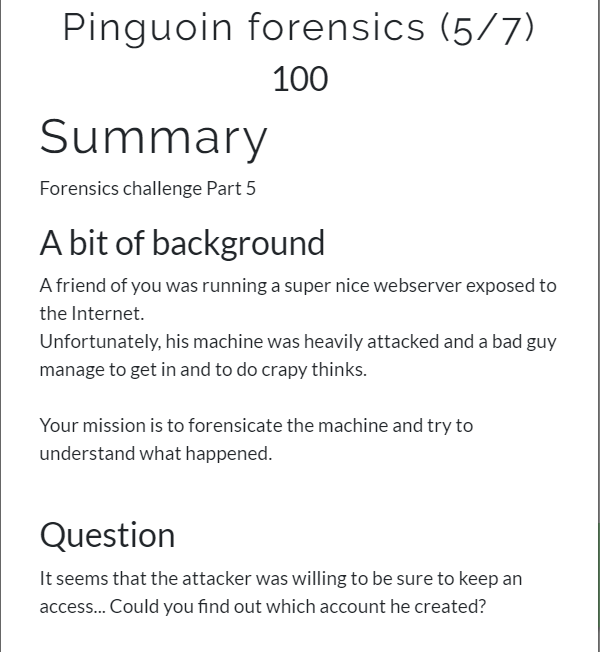 Pinguoin forensics (5/7)
100
Summary
Forensics challenge Part 5
A bit of background
A friend of you was running a super nice webserver exposed to
the Internet.
Unfortunately, his machine was heavily attacked and a bad guy
manage to get in and to do crapy thinks.
Your mission is to forensicate the machine and try to
understand what happened.
Question
It seems that the attacker was willing to be sure to keep an
access... Could you find out which account he created?